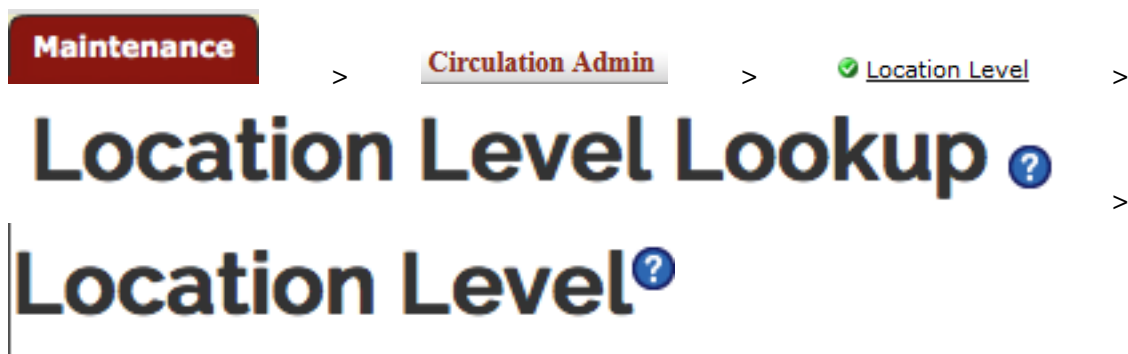 Maintenance > Circulation Admin > Location Level >
Location Level Lookup ? >
Location Level ?